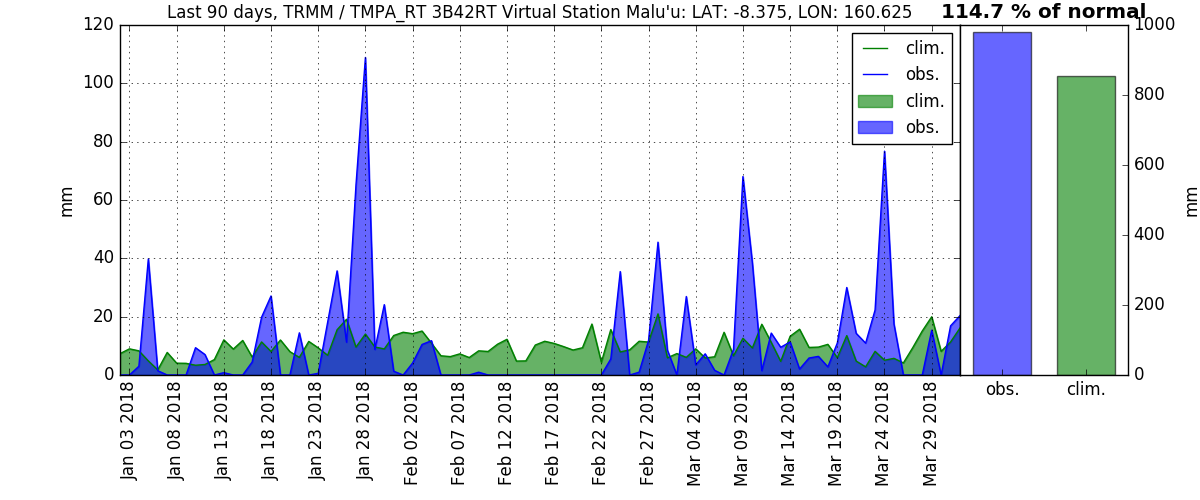 Last 90 days, TRMM / TMPA_RT 3B42RT Virtual Station Malu'u: LAT: -8.375, LON: 160.625
114.7 % of normal
120
100
80
60
40
20
0
mm
clim.
obs.
clim.
obs.
Jan 03 2018
Jan 08 2018
Jan 13 2018
Jan 18 2018
Jan 23 2018
Jan 28 2018
Feb 02 2018
Feb 07 2018
Feb 12 2018
Feb 17 2018
Feb 22 2018
Feb 27 2018
Mar 04 2018
Mar 09 2018
Mar 14 2018
Mar 19 2018
Mar 24 2018
Mar 29 2018
1000
800
600
400
200
0
mm
obs.
clim.